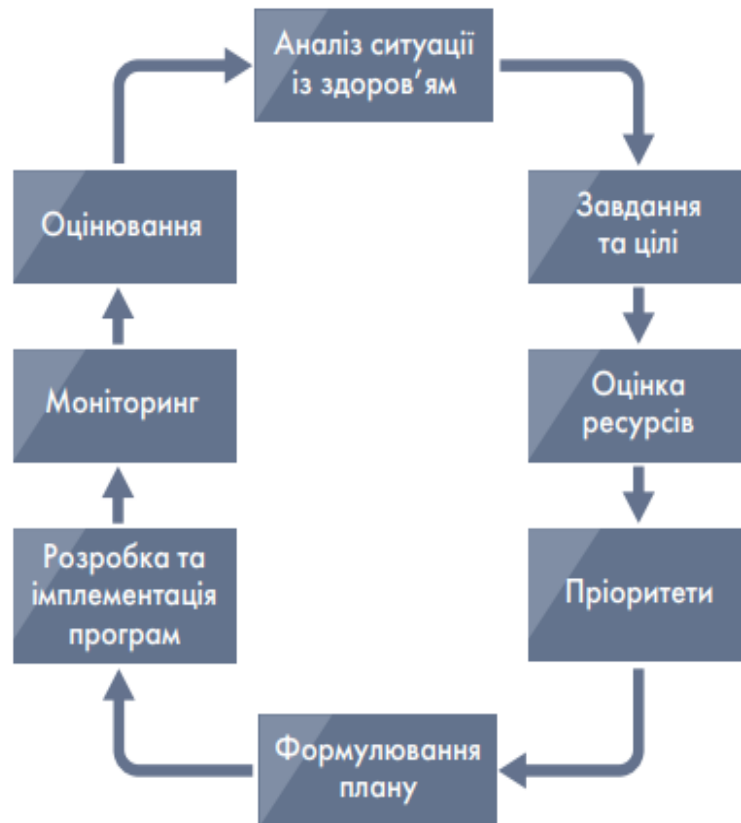 Аналіз ситуації
із здоров’ям
Завдання
та цілі
Оцінка
ресурсів
Пріоритети
Формулювання
плану
Розробка та
імплементація
програм
Моніторинг
Оцінювання